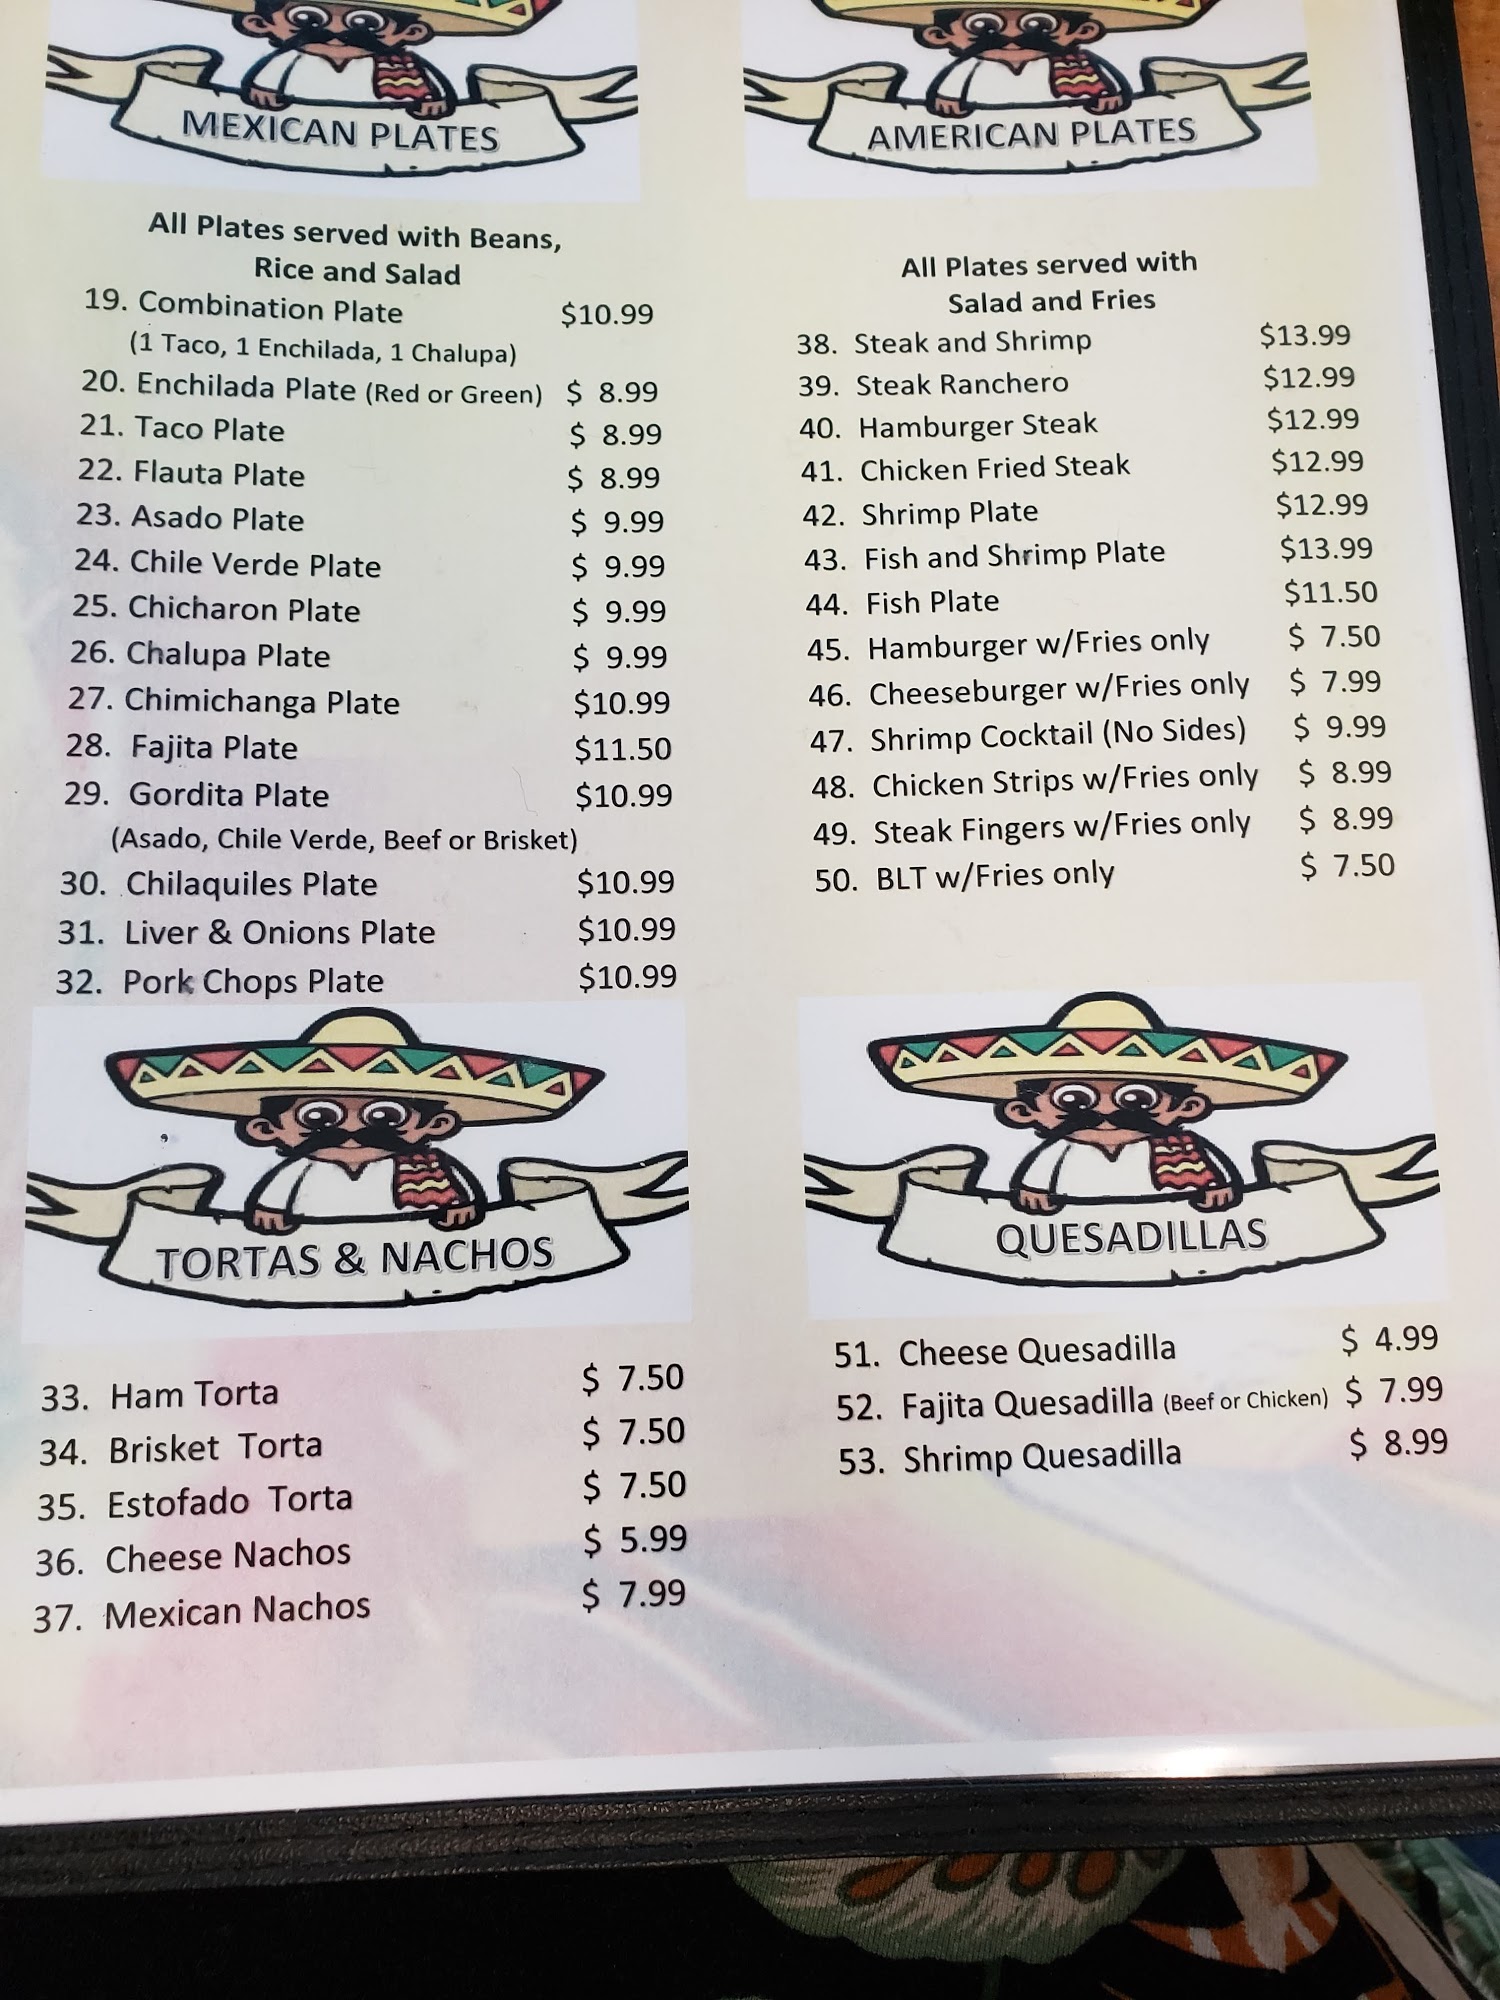 MEXICAN PLATES
All Plates served with Beans,
Rice and Salad
19. Combination Plate $10.99
(1 Taco, 1 Enchilada, 1 Chalupa)
20. Enchilada Plate (Red or Green) $ 8.99
21. Taco Plate $ 8.99
22. Flauta Plate $ 8.99
23. Asado Plate $ 9.99
24. Chile Verde Plate $ 9.99
25. Chicharon Plate $ 9.99
26. Chalupa Plate $ 9.99
27. Chimichanga Plate $10.99
28. Fajita Plate $11.50
29. Gordita Plate $10.99
(Asado, Chile Verde, Beef or Brisket)
30. Chilaquiles Plate $10.99
31. Liver & Onions Plate $10.99
32. Pork Chops Plate $10.99
TORTAS & NACHOS
33. Ham Torta $ 7.50
34. Brisket Torta $ 7.50
35. Estofado Torta $ 7.50
36. Cheese Nachos $ 5.99
37. Mexican Nachos $ 7.99
AMERICAN PLATES
All Plates served with
Salad and Fries
38. Steak and Shrimp $13.99
39. Steak Ranchero $12.99
40. Hamburger Steak $12.99
41. Chicken Fried Steak $12.99
42. Shrimp Plate $12.99
43. Fish and Shrimp Plate $13.99
44. Fish Plate $11.50
45. Hamburger w/Fries only $ 7.50
46. Cheeseburger w/Fries only $ 7.99
47. Shrimp Cocktail (No Sides) $ 9.99
48. Chicken Strips w/Fries only $ 8.99
49. Steak Fingers w/Fries only $ 8.99
50. BLT w/Fries only $ 7.50
QUESADILLAS
51. Cheese Quesadilla $ 4.99
52. Fajita Quesadilla (Beef or Chicken) $ 7.99
53. Shrimp Quesadilla $ 8.99